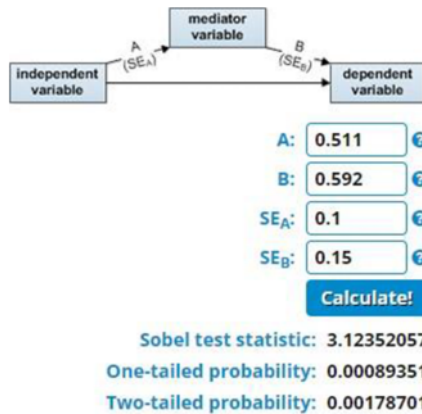 mediator
variable
A
(SEA)
B
(SEB)
independent
variable
dependent
variable
A: 0.511 ?
B: 0.592 ?
SEA: 0.1 ?
SEB: 0.15 ?
Calculate!
Sobel test statistic: 3.12352057
One-tailed probability: 0.00089351
Two-tailed probability: 0.00178701